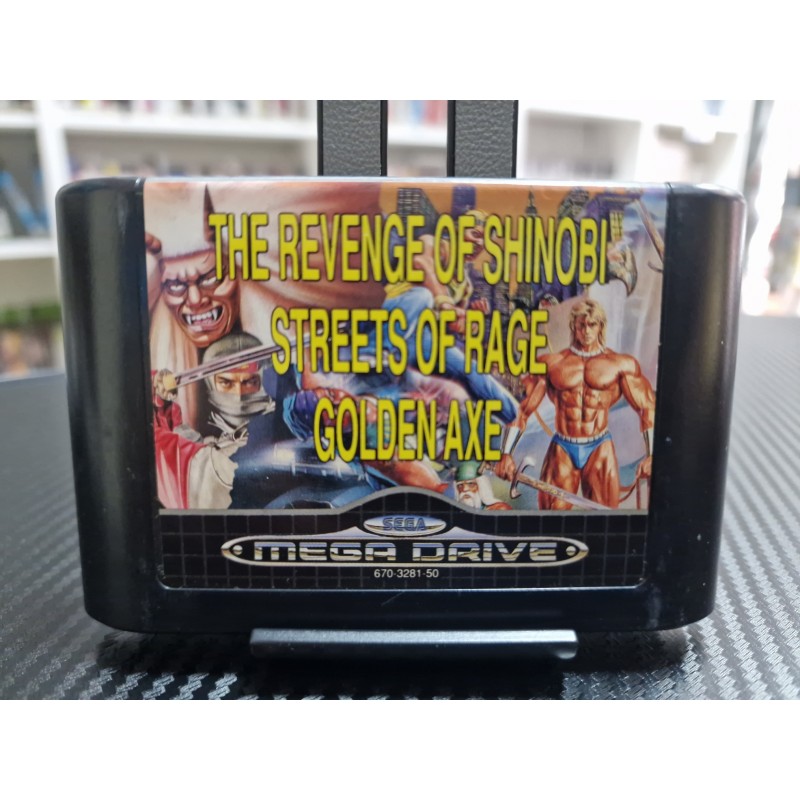 THE REVENGE OF SHINOBI
STREETS OF RAGE
GOLDEN AXE
SEGA
MEGA DRIVE
670-3281-50